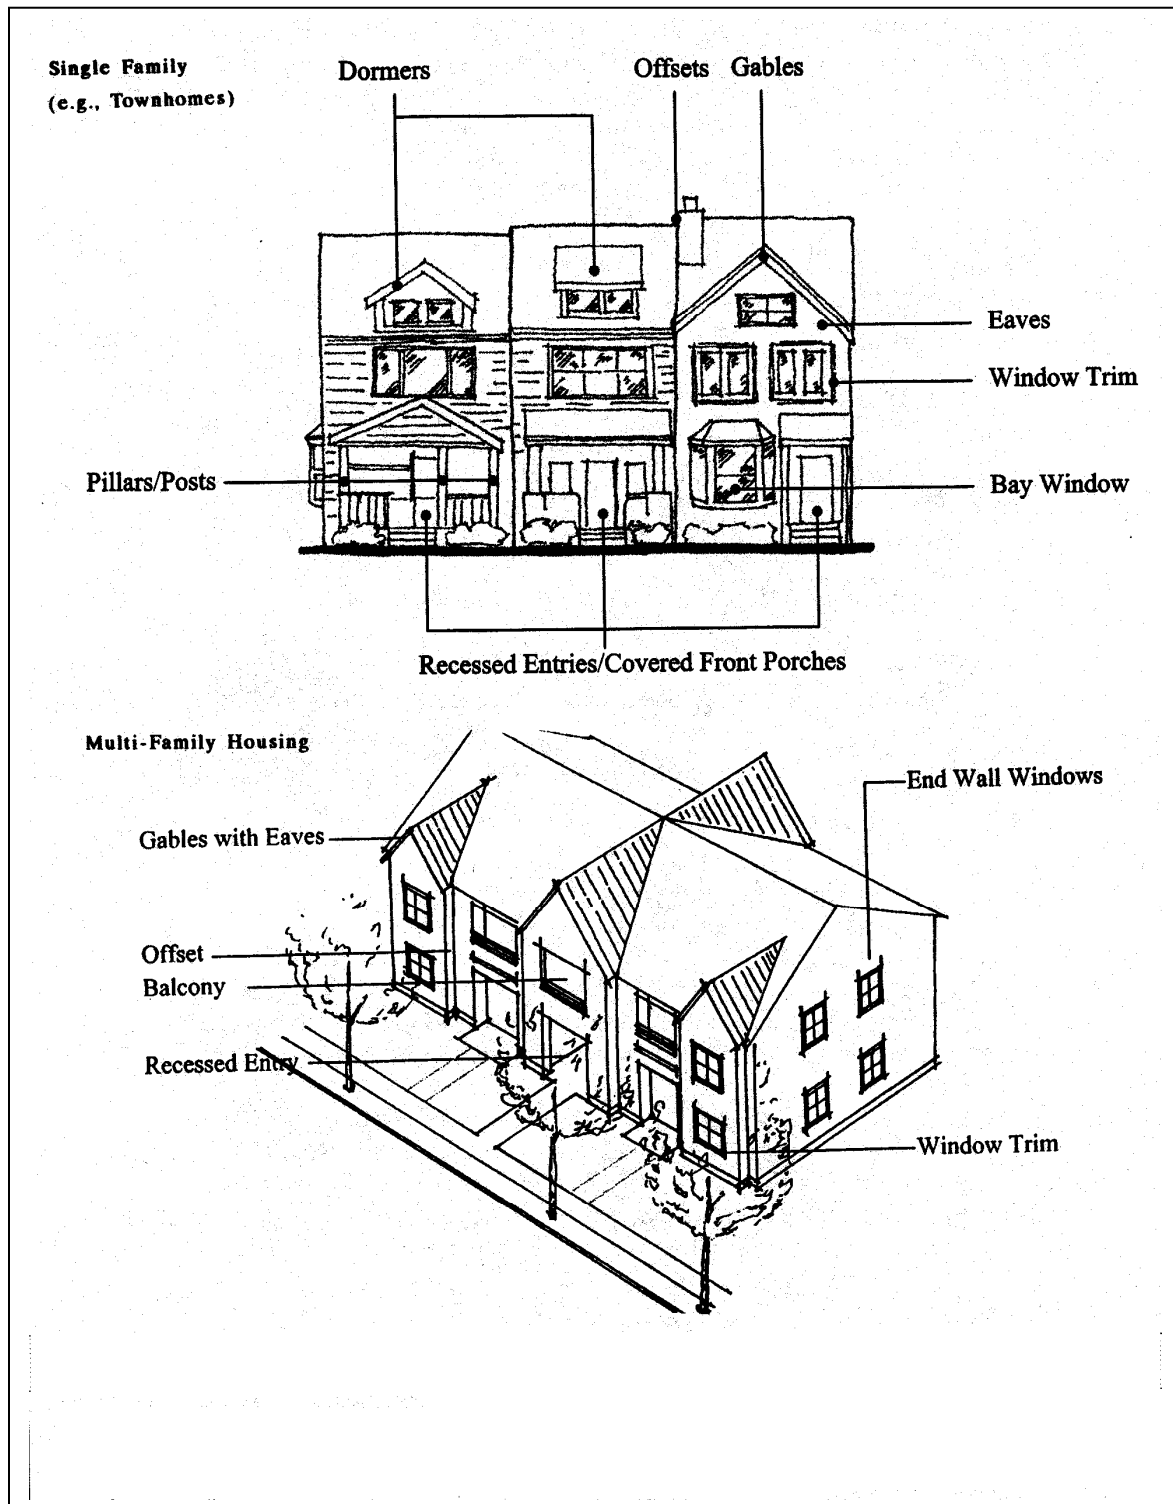 Single Family
(e.g., Townhomes)
Dormers
Offsets Gables
Eaves
Window Trim
Pillars/Posts
Bay Window
Recessed Entries/Covered Front Porches
Multi-Family Housing
End Wall Windows
Gables with Eaves
Offset
Balcony
Recessed Entry
Window Trim